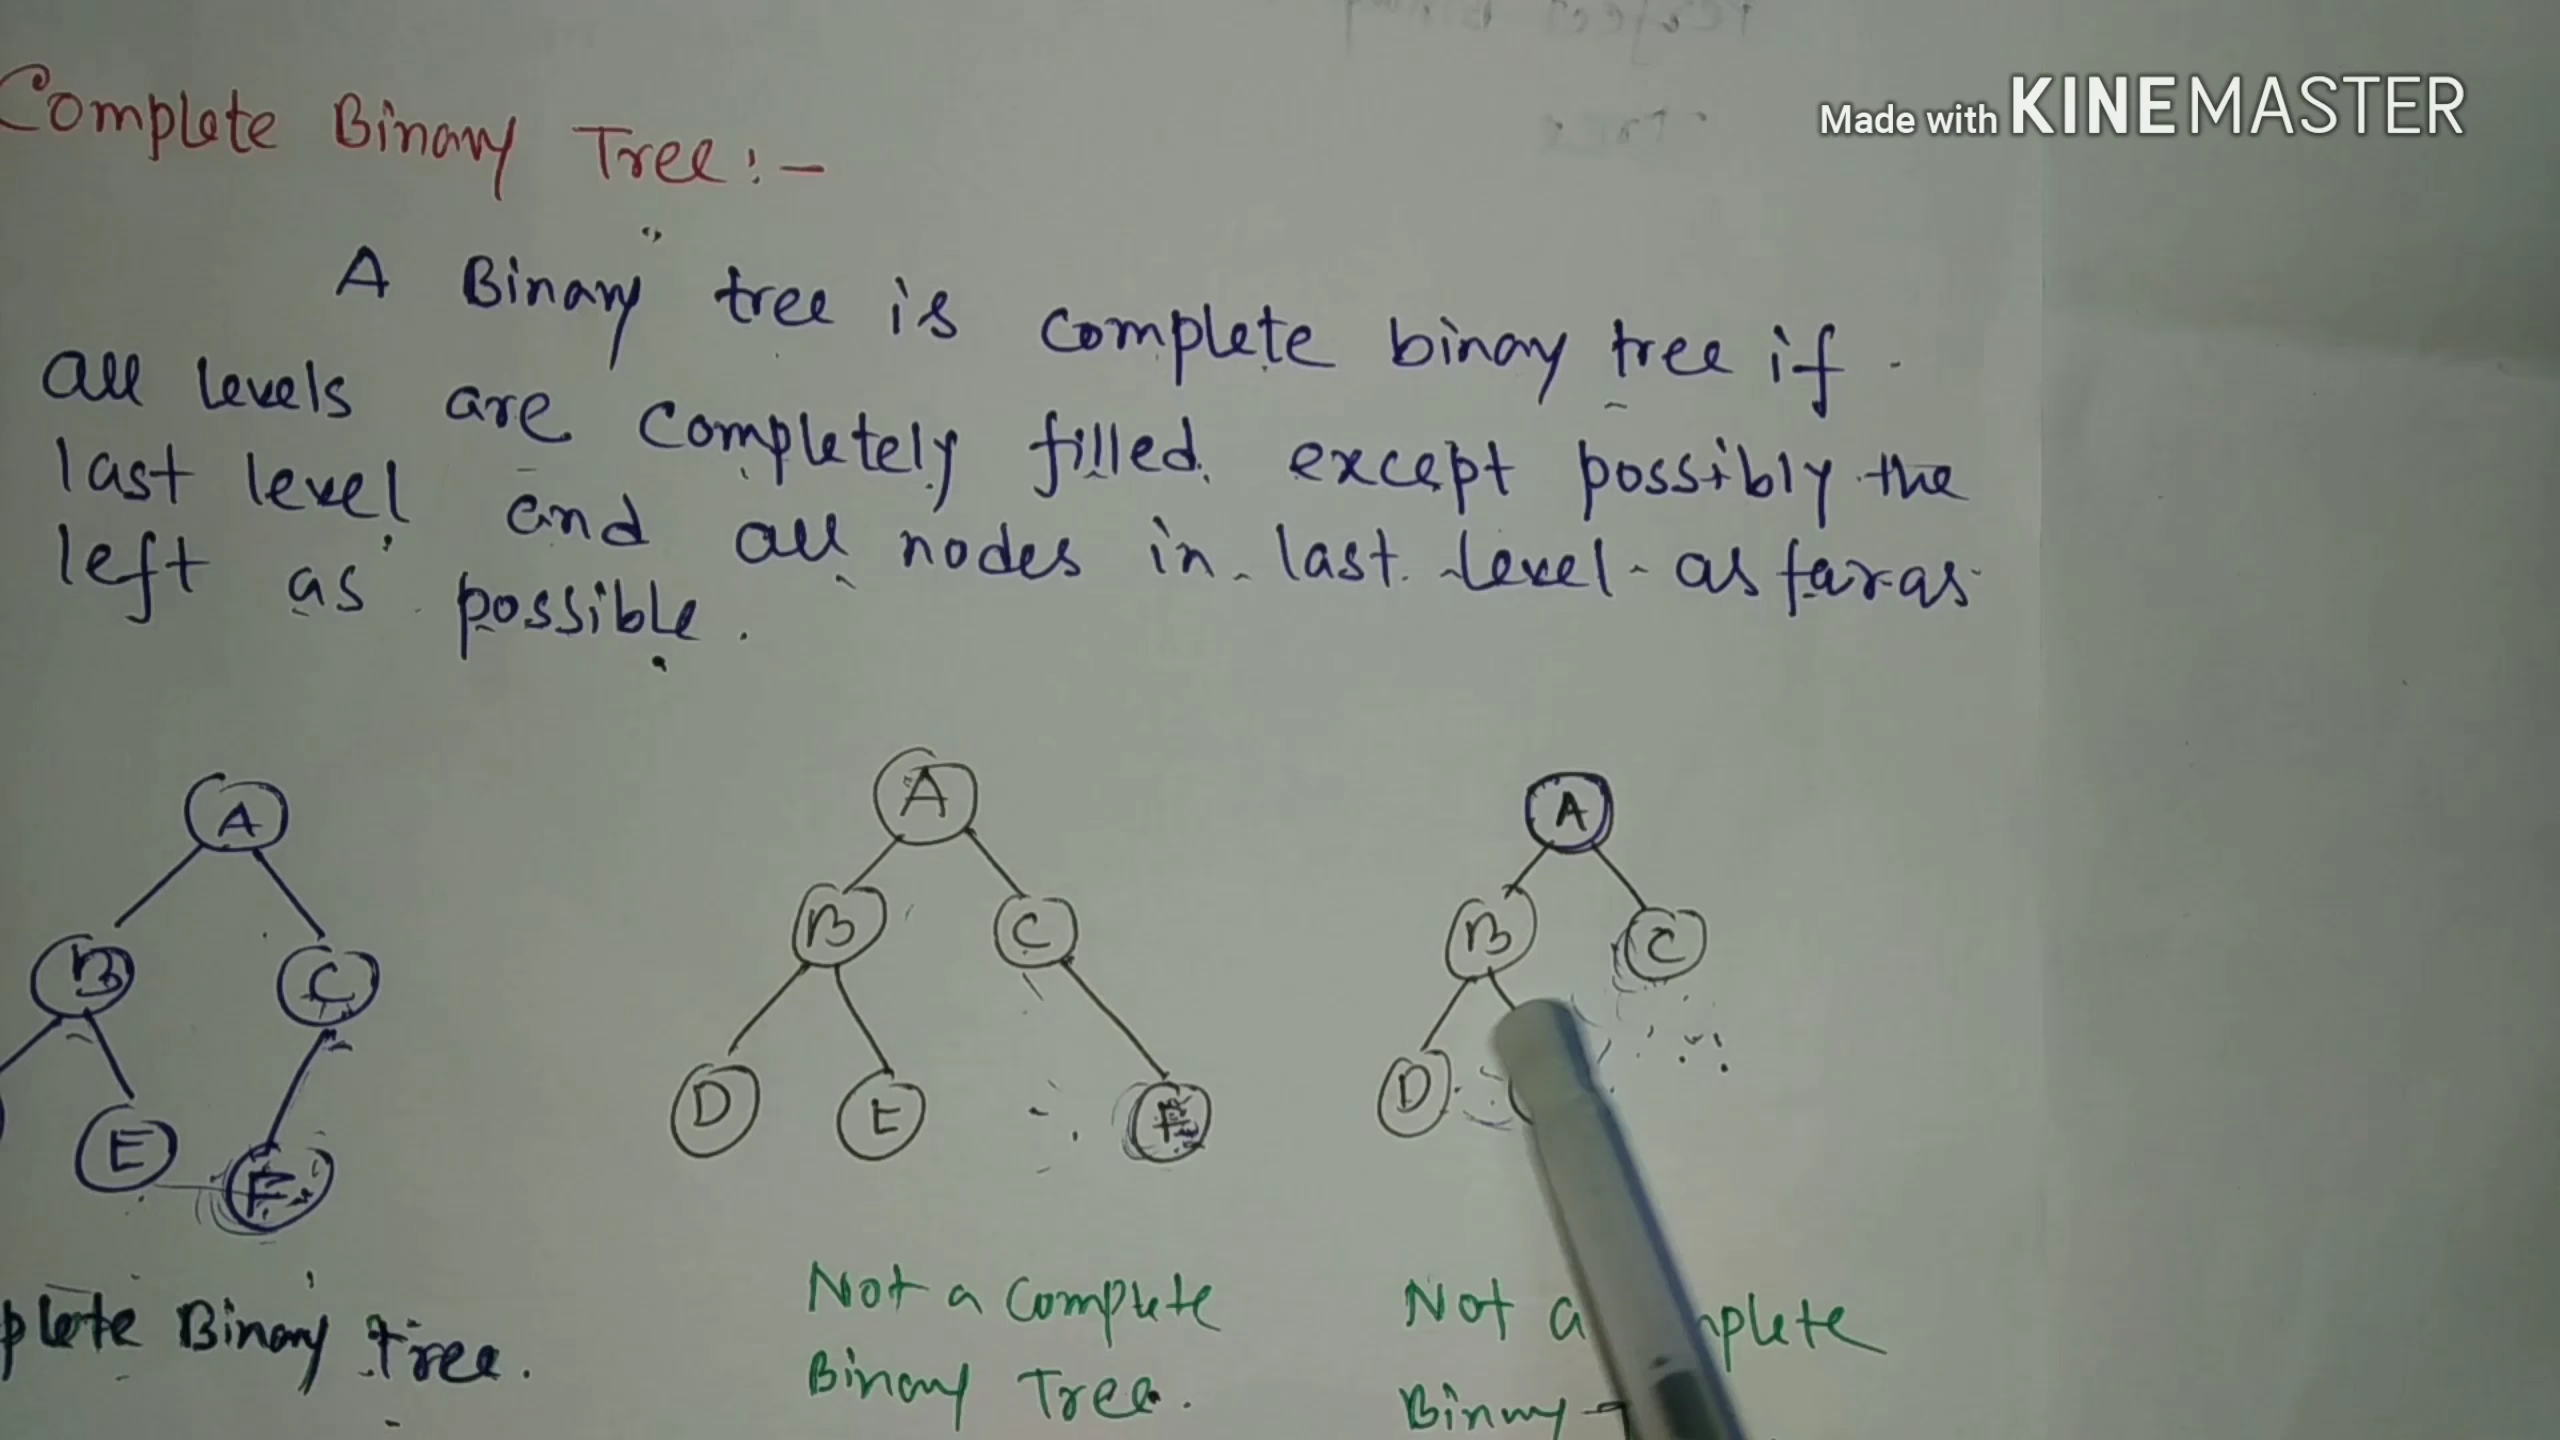 Made with KINEMASTER
Complete Binary Tree:-
A Binary tree is complete binary tree if
all levels are completely filled except possibly the
last level and all nodes in last level as far as
left as possible.
A
B C
E F
A
B C
D E F
A
B C
D
plete Binary tree.
Not a complete
Binary Tree.
Not a mplete
Binary